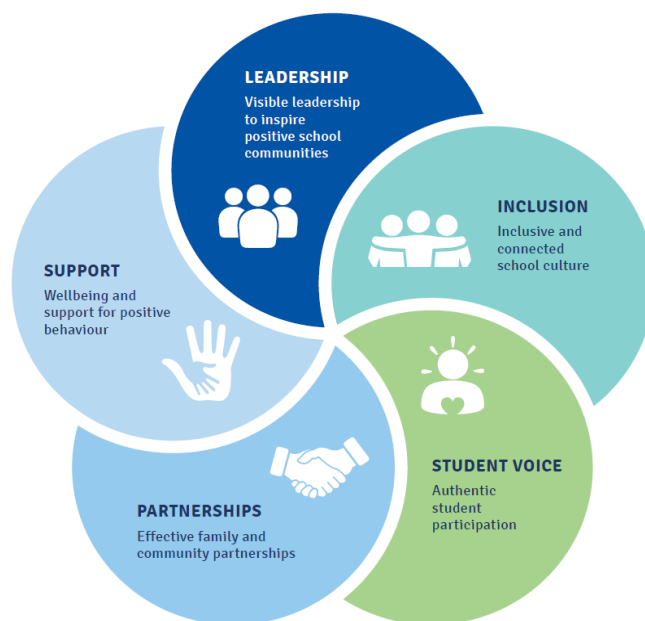 LEADERSHIP
Visible leadership
to inspire
positive school
communities
INCLUSION
Inclusive and
connected
school culture
STUDENT VOICE
Authentic
student
participation
PARTNERSHIPS
Effective family and
community partnerships
SUPPORT
Wellbeing and
support for positive
behaviour